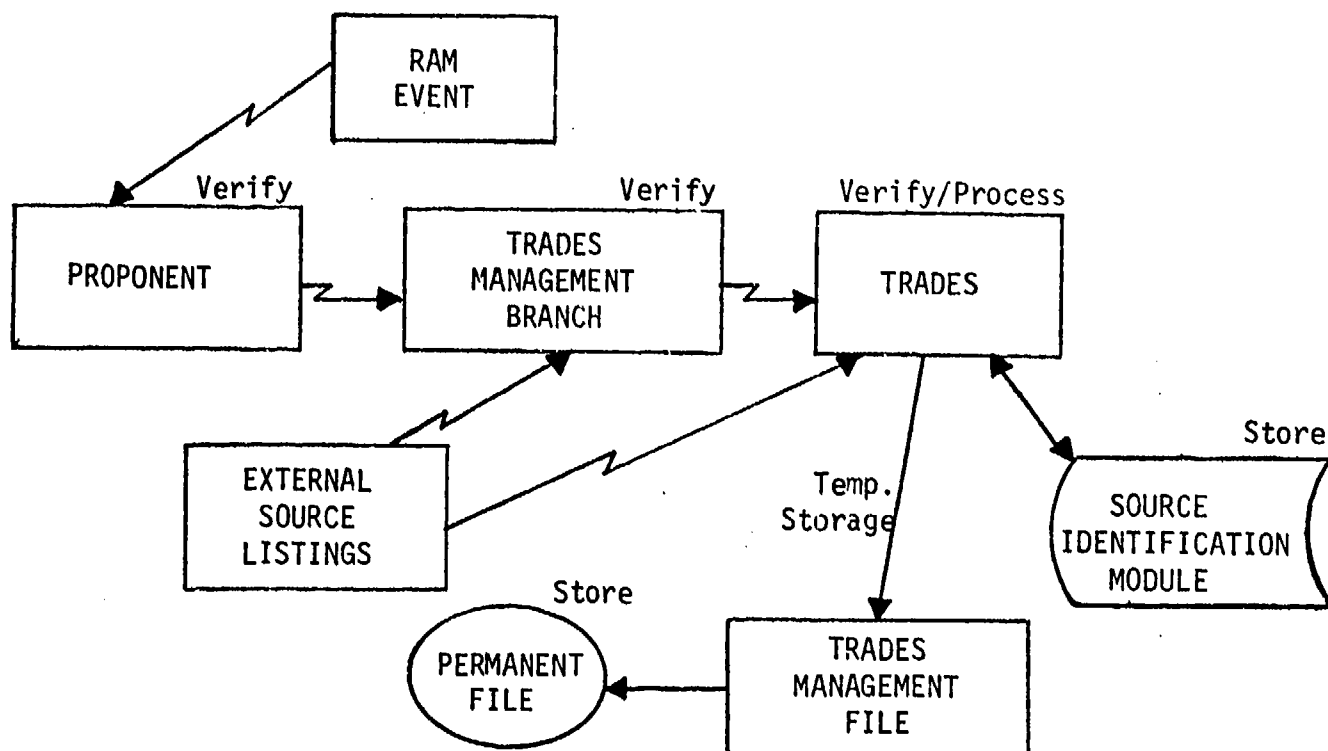 RAM
EVENT
Verify
PROPONENT
Verify
TRADES
MANAGEMENT
BRANCH
Verify/Process
TRADES
EXTERNAL
SOURCE
LISTINGS
Temp.
Storage
Store
SOURCE
IDENTIFICATION
MODULE
Store
PERMANENT
FILE
TRADES
MANAGEMENT
FILE